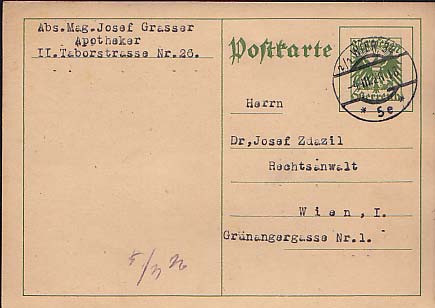 Abs.Mag.Josef Grasser
Apotheker
II.Taborstrasse Nr.26.
Postkarte
Herrn
Dr,Josef Zdazil
Rechtsanwalt
Wien, I.
Grünangergasse Nr.1.
* 5e *